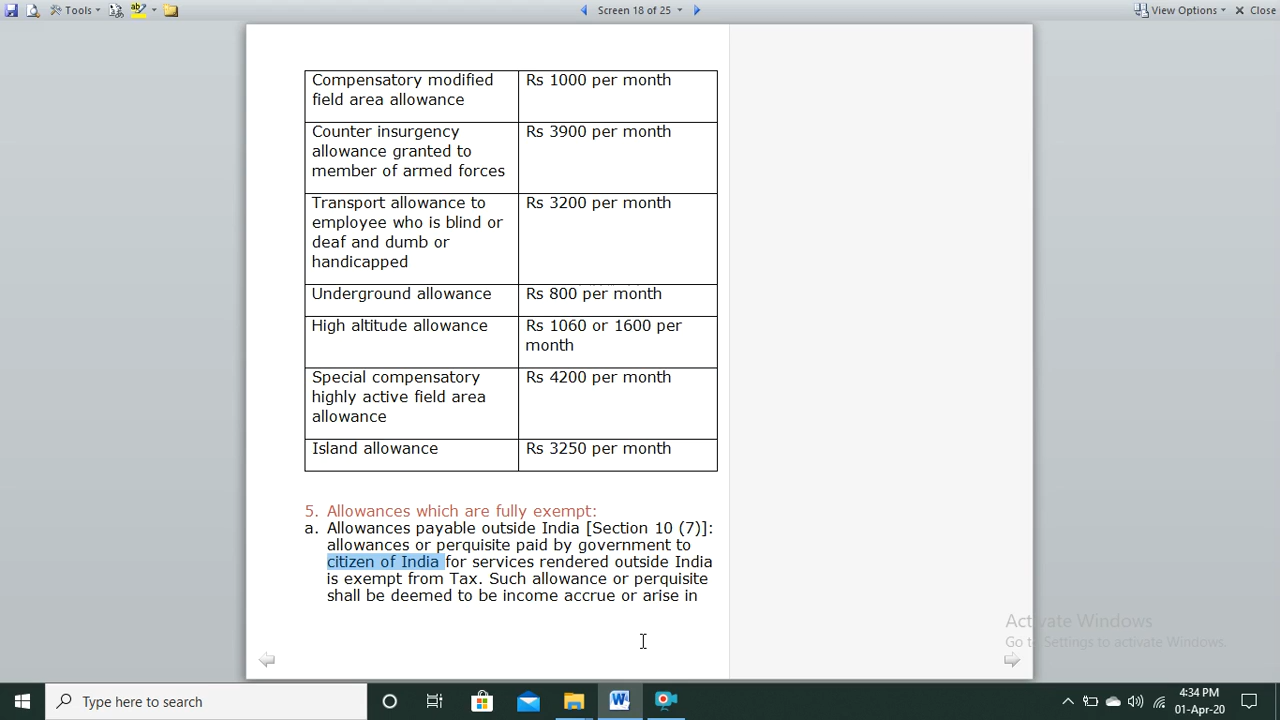 Tools
Screen 18 of 25
View Options
Close
Compensatory modified
field area allowance
Rs 1000 per month
Counter insurgency
allowance granted to
member of armed forces
Rs 3900 per month
Transport allowance to
employee who is blind or
deaf and dumb or
handicapped
Rs 3200 per month
Underground allowance
Rs 800 per month
High altitude allowance
Rs 1060 or 1600 per
month
Special compensatory
highly active field area
allowance
Rs 4200 per month
Island allowance
Rs 3250 per month
5. Allowances which are fully exempt:
a. Allowances payable outside India [Section 10 (7)]:
allowances or perquisite paid by government to
citizen of India for services rendered outside India
is exempt from Tax. Such allowance or perquisite
shall be deemed to be income accrue or arise in
Activate Windows
Go to Settings to activate Windows.
Type here to search
4:34 PM
01-Apr-20